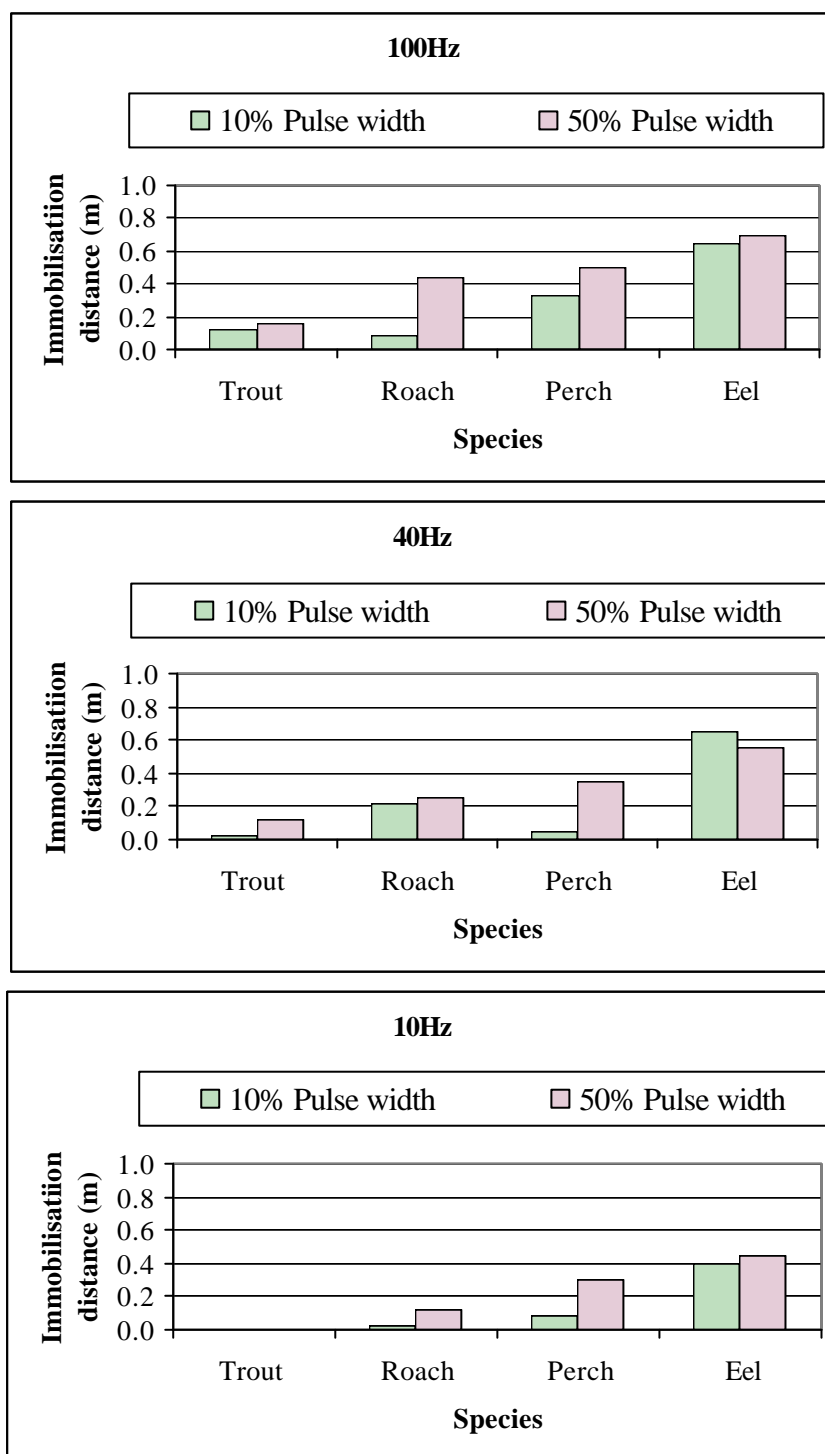 100Hz
10% Pulse width 50% Pulse width
Immobilisatiion
distance (m)
1.0
0.8
0.6
0.4
0.2
0.0
Trout Roach Perch Eel
Species
40Hz
10% Pulse width 50% Pulse width
Immobilisatiion
distance (m)
1.0
0.8
0.6
0.4
0.2
0.0
Trout Roach Perch Eel
Species
10Hz
10% Pulse width 50% Pulse width
Immobilisatiion
distance (m)
1.0
0.8
0.6
0.4
0.2
0.0
Trout Roach Perch Eel
Species